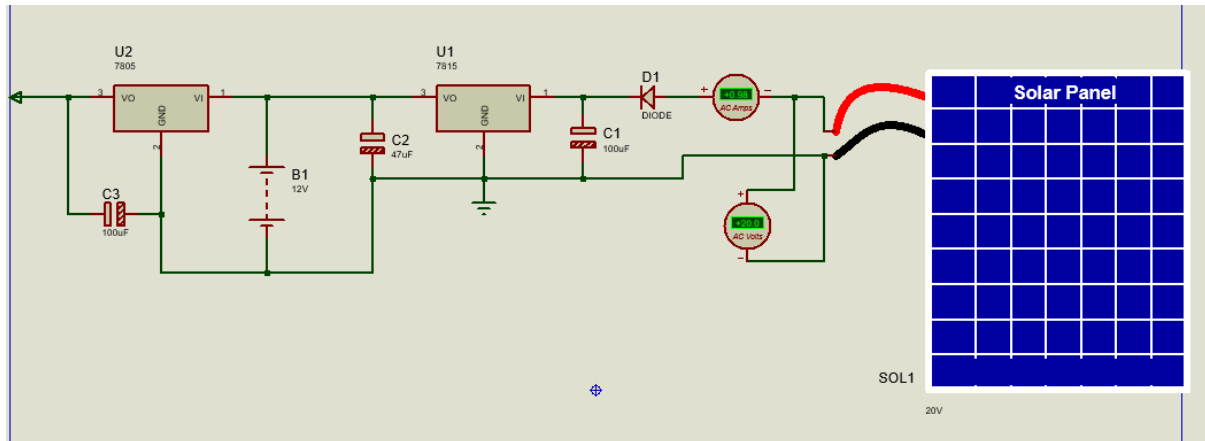 U2
7805
3
VO
VI
1
GND
2
C3
100uF
B1
12V
C2
47uF
U1
7815
3
VO
VI
1
GND
2
C1
100uF
D1
DIODE
+
+0.98
AC Amps
−
+
+20.0
AC Volts
−
Solar Panel
SOL1
20V